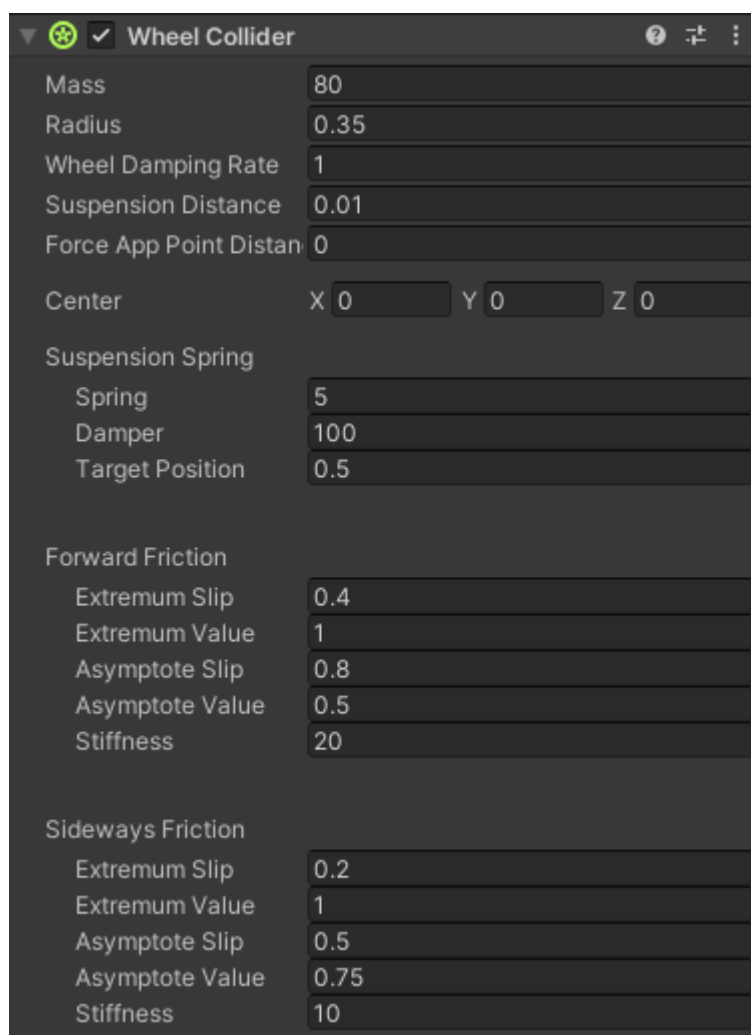 Wheel Collider
Mass 80
Radius 0.35
Wheel Damping Rate 1
Suspension Distance 0.01
Force App Point Distan 0
Center X 0 Y 0 Z 0
Suspension Spring
Spring 5
Damper 100
Target Position 0.5
Forward Friction
Extremum Slip 0.4
Extremum Value 1
Asymptote Slip 0.8
Asymptote Value 0.5
Stiffness 20
Sideways Friction
Extremum Slip 0.2
Extremum Value 1
Asymptote Slip 0.5
Asymptote Value 0.75
Stiffness 10